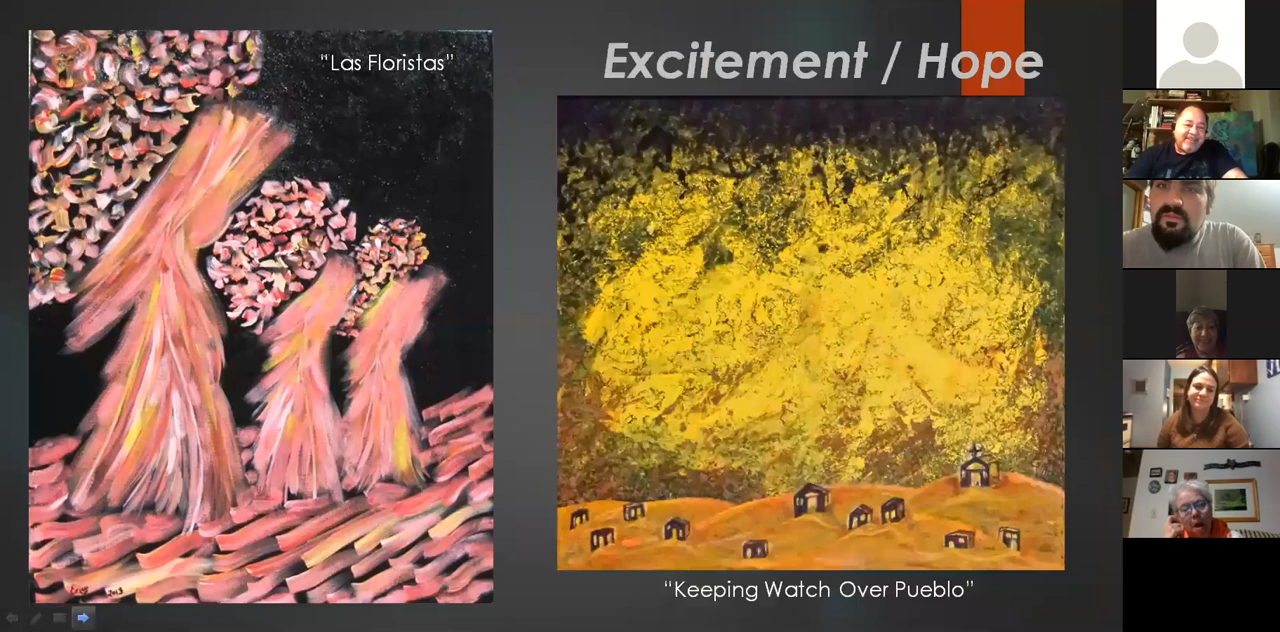 “Las Floristas”
Excitement / Hope
“Keeping Watch Over Pueblo”